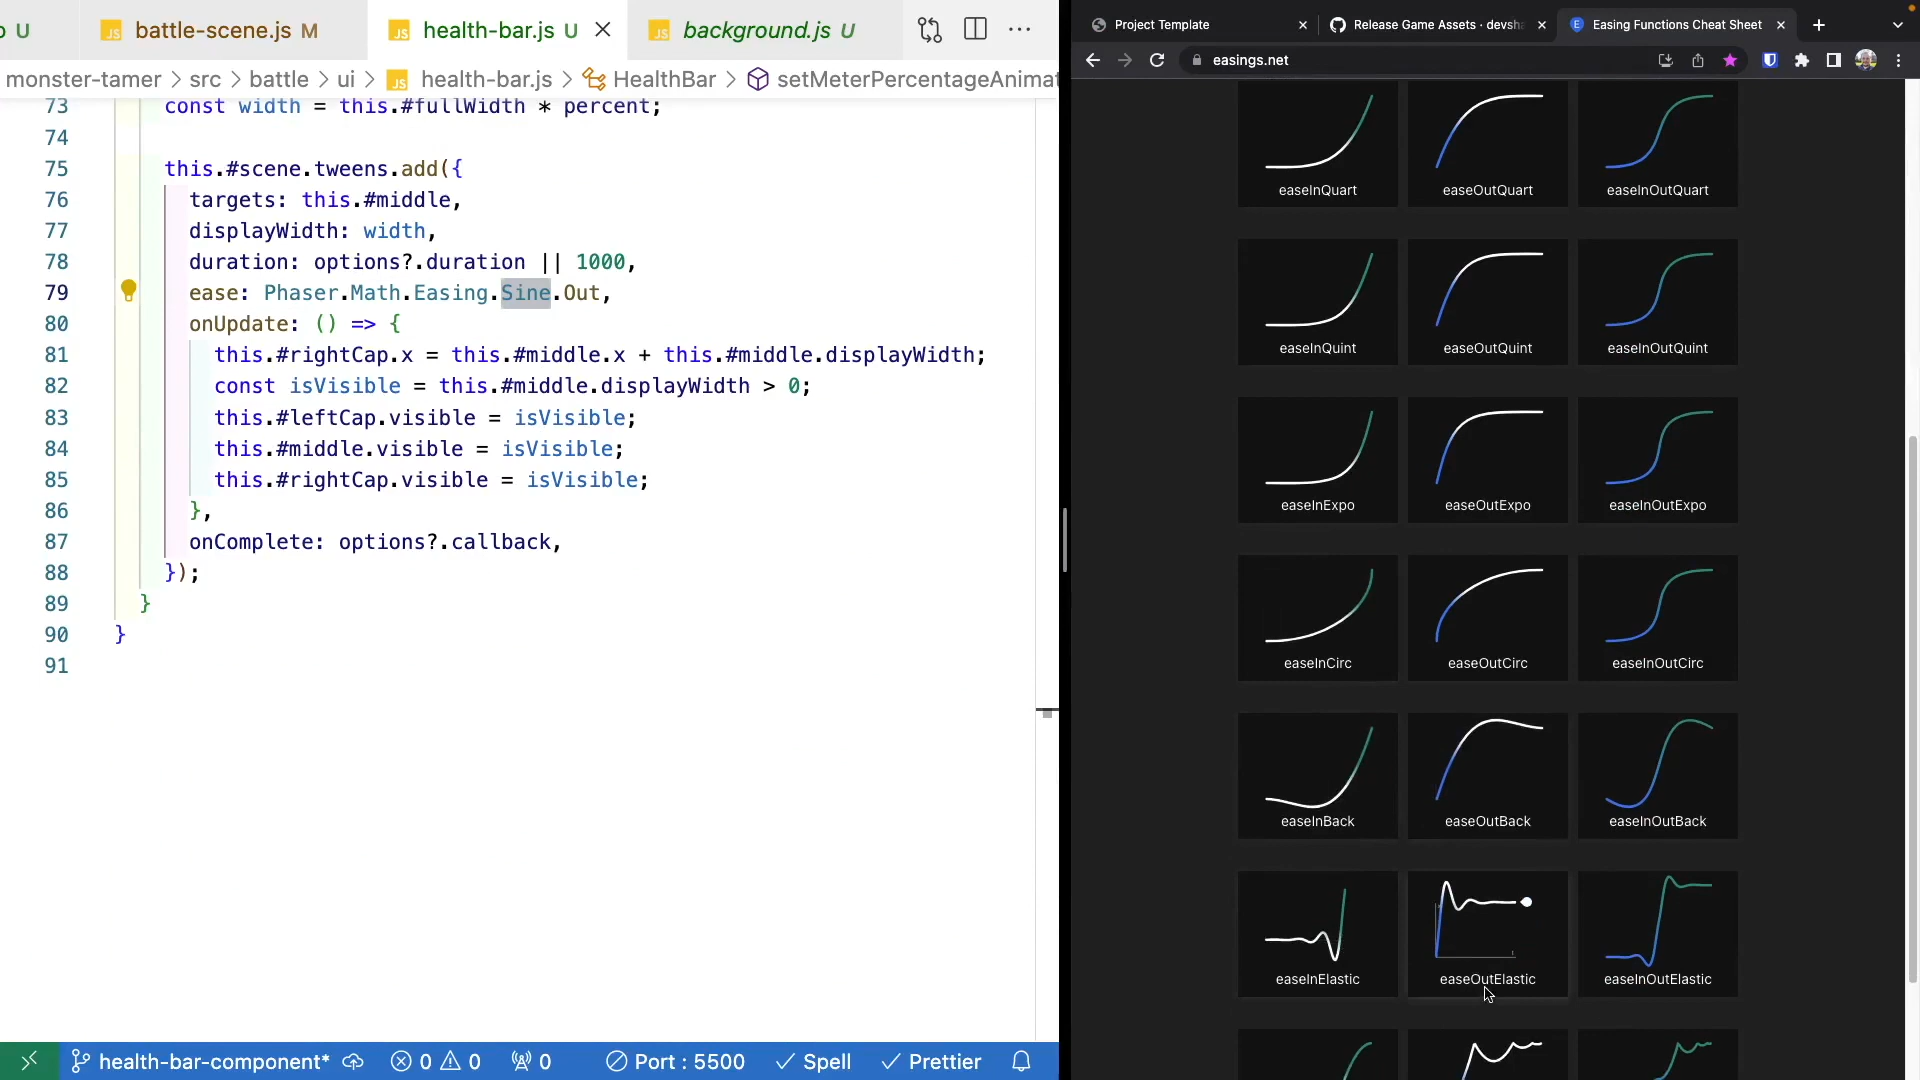 U
battle-scene.js M
health-bar.js U
background.js U
monster-tamer > src > battle > ui > health-bar.js > HealthBar > setMeterPercentageAnimat
73 const width = this.#fullWidth * percent;
74
75 this.#scene.tweens.add({
76 targets: this.#middle,
77 displayWidth: width,
78 duration: options?.duration || 1000,
79 ease: Phaser.Math.Easing.Sine.Out,
80 onUpdate: () => {
81 this.#rightCap.x = this.#middle.x + this.#middle.displayWidth;
82 const isVisible = this.#middle.displayWidth > 0;
83 this.#leftCap.visible = isVisible;
84 this.#middle.visible = isVisible;
85 this.#rightCap.visible = isVisible;
86 },
87 onComplete: options?.callback,
88 });
89 }
90 }
91
health-bar-component* 0 0 0 Port : 5500 Spell Prettier
Project Template
Release Game Assets · devsha
Easing Functions Cheat Sheet
easings.net
easeInQuart easeOutQuart easeInOutQuart
easeInQuint easeOutQuint easeInOutQuint
easeInExpo easeOutExpo easeInOutExpo
easeInCirc easeOutCirc easeInOutCirc
easeInBack easeOutBack easeInOutBack
easeInElastic easeOutElastic easeInOutElastic